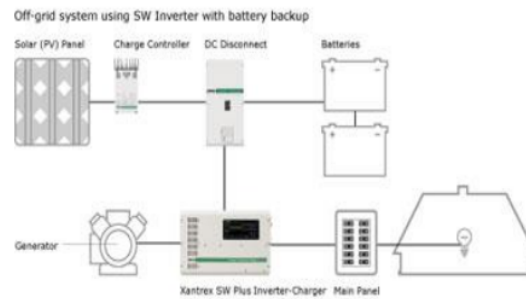 Off-grid system using SW Inverter with battery backup
Solar (PV) Panel
Charge Controller
DC Disconnect
Batteries
+ -
+ -
Generator
Xantrex SW Plus Inverter-Charger
Main Panel